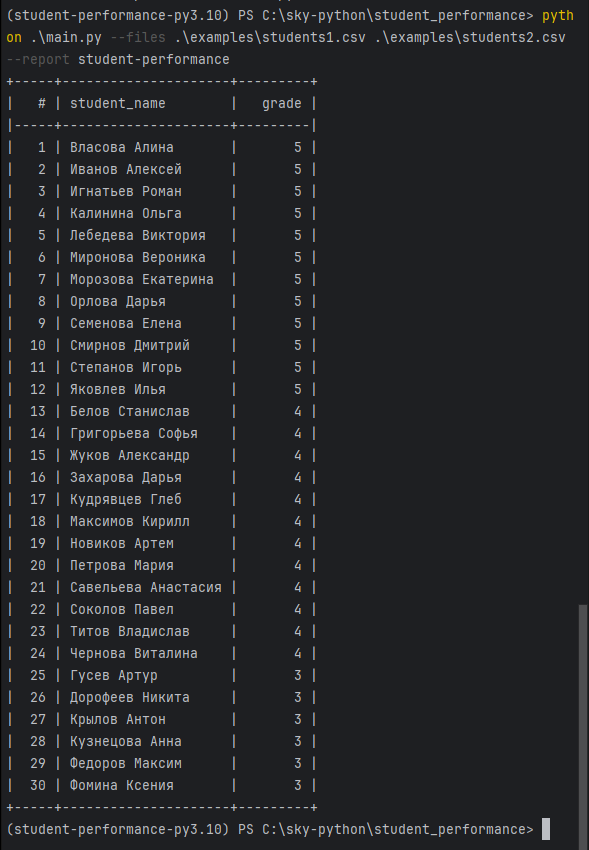 (student-performance-py3.10) PS C:\sky-python\student_performance> pyth
on .\main.py --files .\examples\students1.csv .\examples\students2.csv
--report student-performance
+-----+---------------------+---------+
|   # | student_name        |   grade |
|-----+---------------------+---------|
|   1 | Власова Алина       |       5 |
|   2 | Иванов Алексей      |       5 |
|   3 | Игнатьев Роман      |       5 |
|   4 | Калинина Ольга      |       5 |
|   5 | Лебедева Виктория   |       5 |
|   6 | Миронова Вероника   |       5 |
|   7 | Морозова Екатерина  |       5 |
|   8 | Орлова Дарья        |       5 |
|   9 | Семенова Елена      |       5 |
|  10 | Смирнов Дмитрий     |       5 |
|  11 | Степанов Игорь      |       5 |
|  12 | Яковлев Илья        |       5 |
|  13 | Белов Станислав     |       4 |
|  14 | Григорьева Софья    |       4 |
|  15 | Жуков Александр     |       4 |
|  16 | Захарова Дарья      |       4 |
|  17 | Кудрявцев Глеб      |       4 |
|  18 | Максимов Кирилл     |       4 |
|  19 | Новиков Артем       |       4 |
|  20 | Петрова Мария       |       4 |
|  21 | Савельева Анастасия |       4 |
|  22 | Соколов Павел       |       4 |
|  23 | Титов Владислав     |       4 |
|  24 | Чернова Виталина    |       4 |
|  25 | Гусев Артур         |       3 |
|  26 | Дорофеев Никита     |       3 |
|  27 | Крылов Антон        |       3 |
|  28 | Кузнецова Анна      |       3 |
|  29 | Федоров Максим      |       3 |
|  30 | Фомина Ксения       |       3 |
+-----+---------------------+---------+
(student-performance-py3.10) PS C:\sky-python\student_performance>